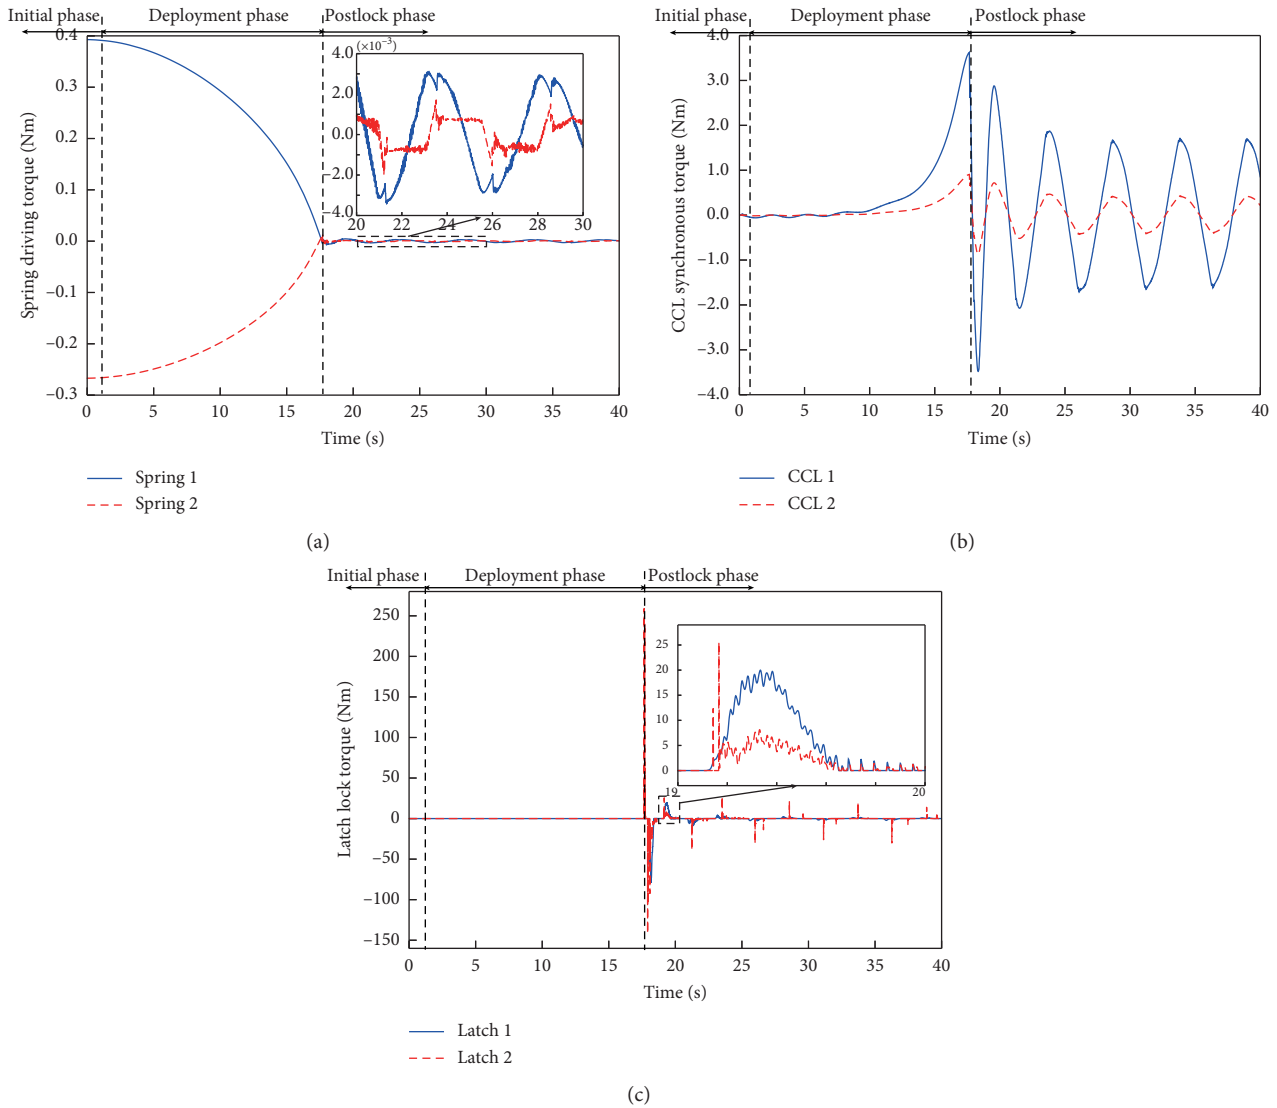 Initial phase
Deployment phase
Postlock phase
0.4
0.3
0.2
0.1
0.0
−0.1
−0.2
−0.3
Spring driving torque (Nm)
0 5 10 15 20 25 30 35 40
Time (s)
(×10⁻³)
4.0
2.0
0.0
−2.0
−4.0
20 22 24 26 28 30
Spring 1
Spring 2
(a)
Initial phase
Deployment phase
Postlock phase
4.0
3.0
2.0
1.0
0.0
−1.0
−2.0
−3.0
−4.0
CCL synchronous torque (Nm)
0 5 10 15 20 25 30 35 40
Time (s)
CCL 1
CCL 2
(b)
Initial phase
Deployment phase
Postlock phase
250
200
150
100
50
0
−50
−100
−150
Latch lock torque (Nm)
0 5 10 15 20 25 30 35 40
Time (s)
25
20
15
10
5
0
19 20
Latch 1
Latch 2
(c)